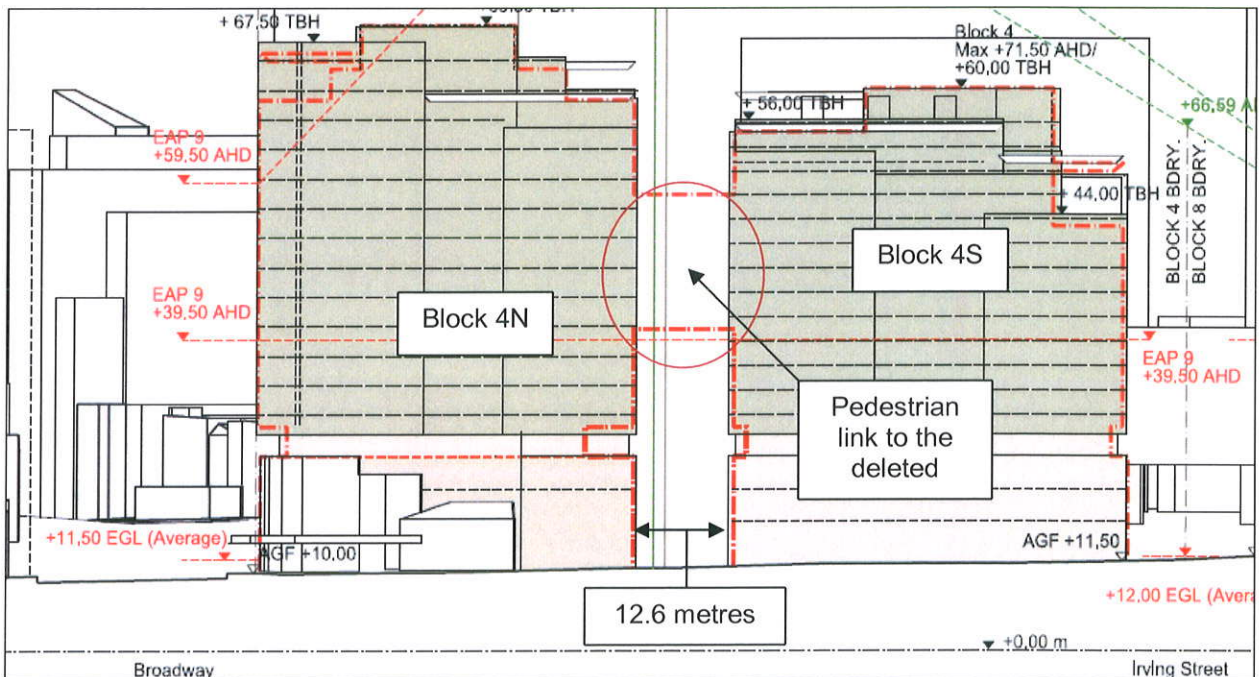 + 67,50 TBH
Block 4
Max +71.50 AHD/
+60,00 TBH
+ 56,00 TBH
+66,59
EAP 9
+59.50 AHD
BLOCK 4 BDRY.
BLOCK 8 BDRY.
+ 44,00 TBH
Block 4S
EAP 9
+39,50 AHD
Block 4N
EAP 9
+39,50 AHD
Pedestrian
link to the
deleted
+11,50 EGL (Average)
AGF +10.00
AGF +11,50
12.6 metres
+12.00 EGL
+0,00 m
Broadway
Irving Street